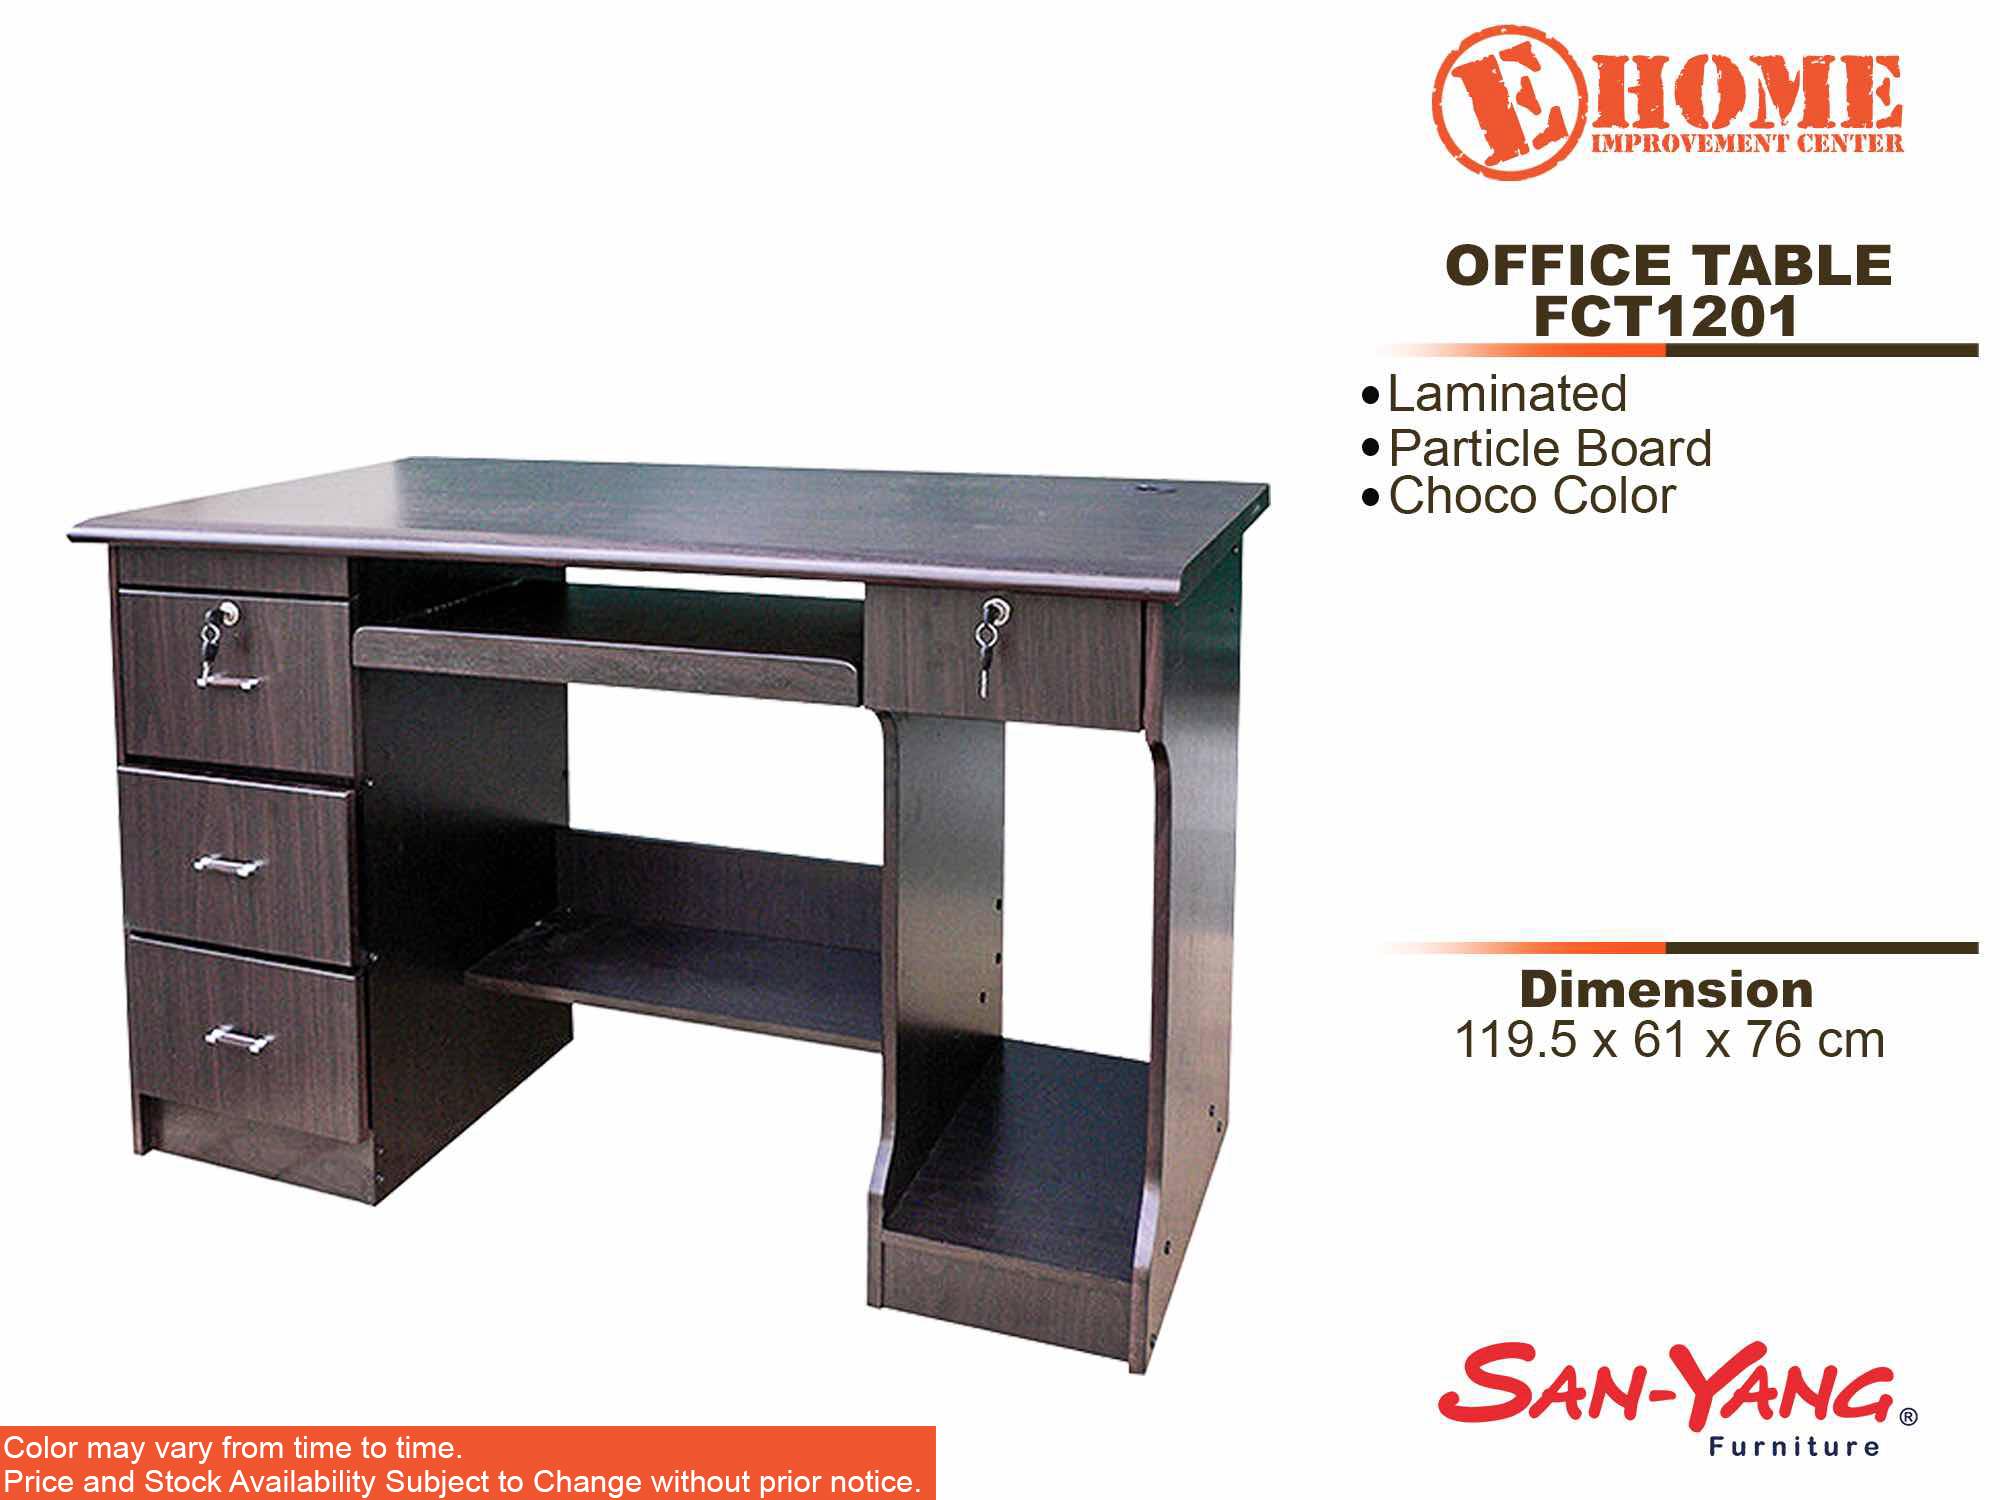 E HOME
IMPROVEMENT CENTER
OFFICE TABLE
FCT1201
• Laminated
• Particle Board
• Choco Color
Dimension
119.5 x 61 x 76 cm
SAN-YANG®
Furniture
Color may vary from time to time.
Price and Stock Availability Subject to Change without prior notice.